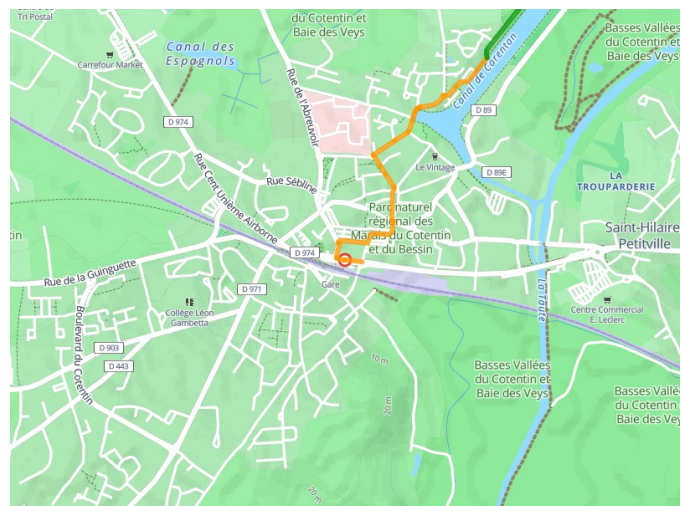 Tri Postal
du Cotentin et
Baie des Veys
Canal des
Espagnols
Carrefour Market
Basses Vallées
du Cotentin et
Baie des Veys
Rue de l'Abreuvoir
Canal de Carentan
D 89
D 974
Le Vintage
D 89E
LA
TROUPARDERIE
Rue Cent Unième Airborne
Rue Sébline
Parc naturel
régional des
Marais du Cotentin
et du Bessin
Saint-Hilaire
Petitville
tin
D 974
Rue de la Guinguette
Gare
D 971
La Taute
Collège Léon
Gambetta
Centre Commercial
E. Leclerc
Boulevard du Cotentin
D 903
D 443
10 m
20 m
Basses Vallées
du Cotentin et
Baie des Veys
Basses Vallé
du Cotentin
Baie des Vey
20 m